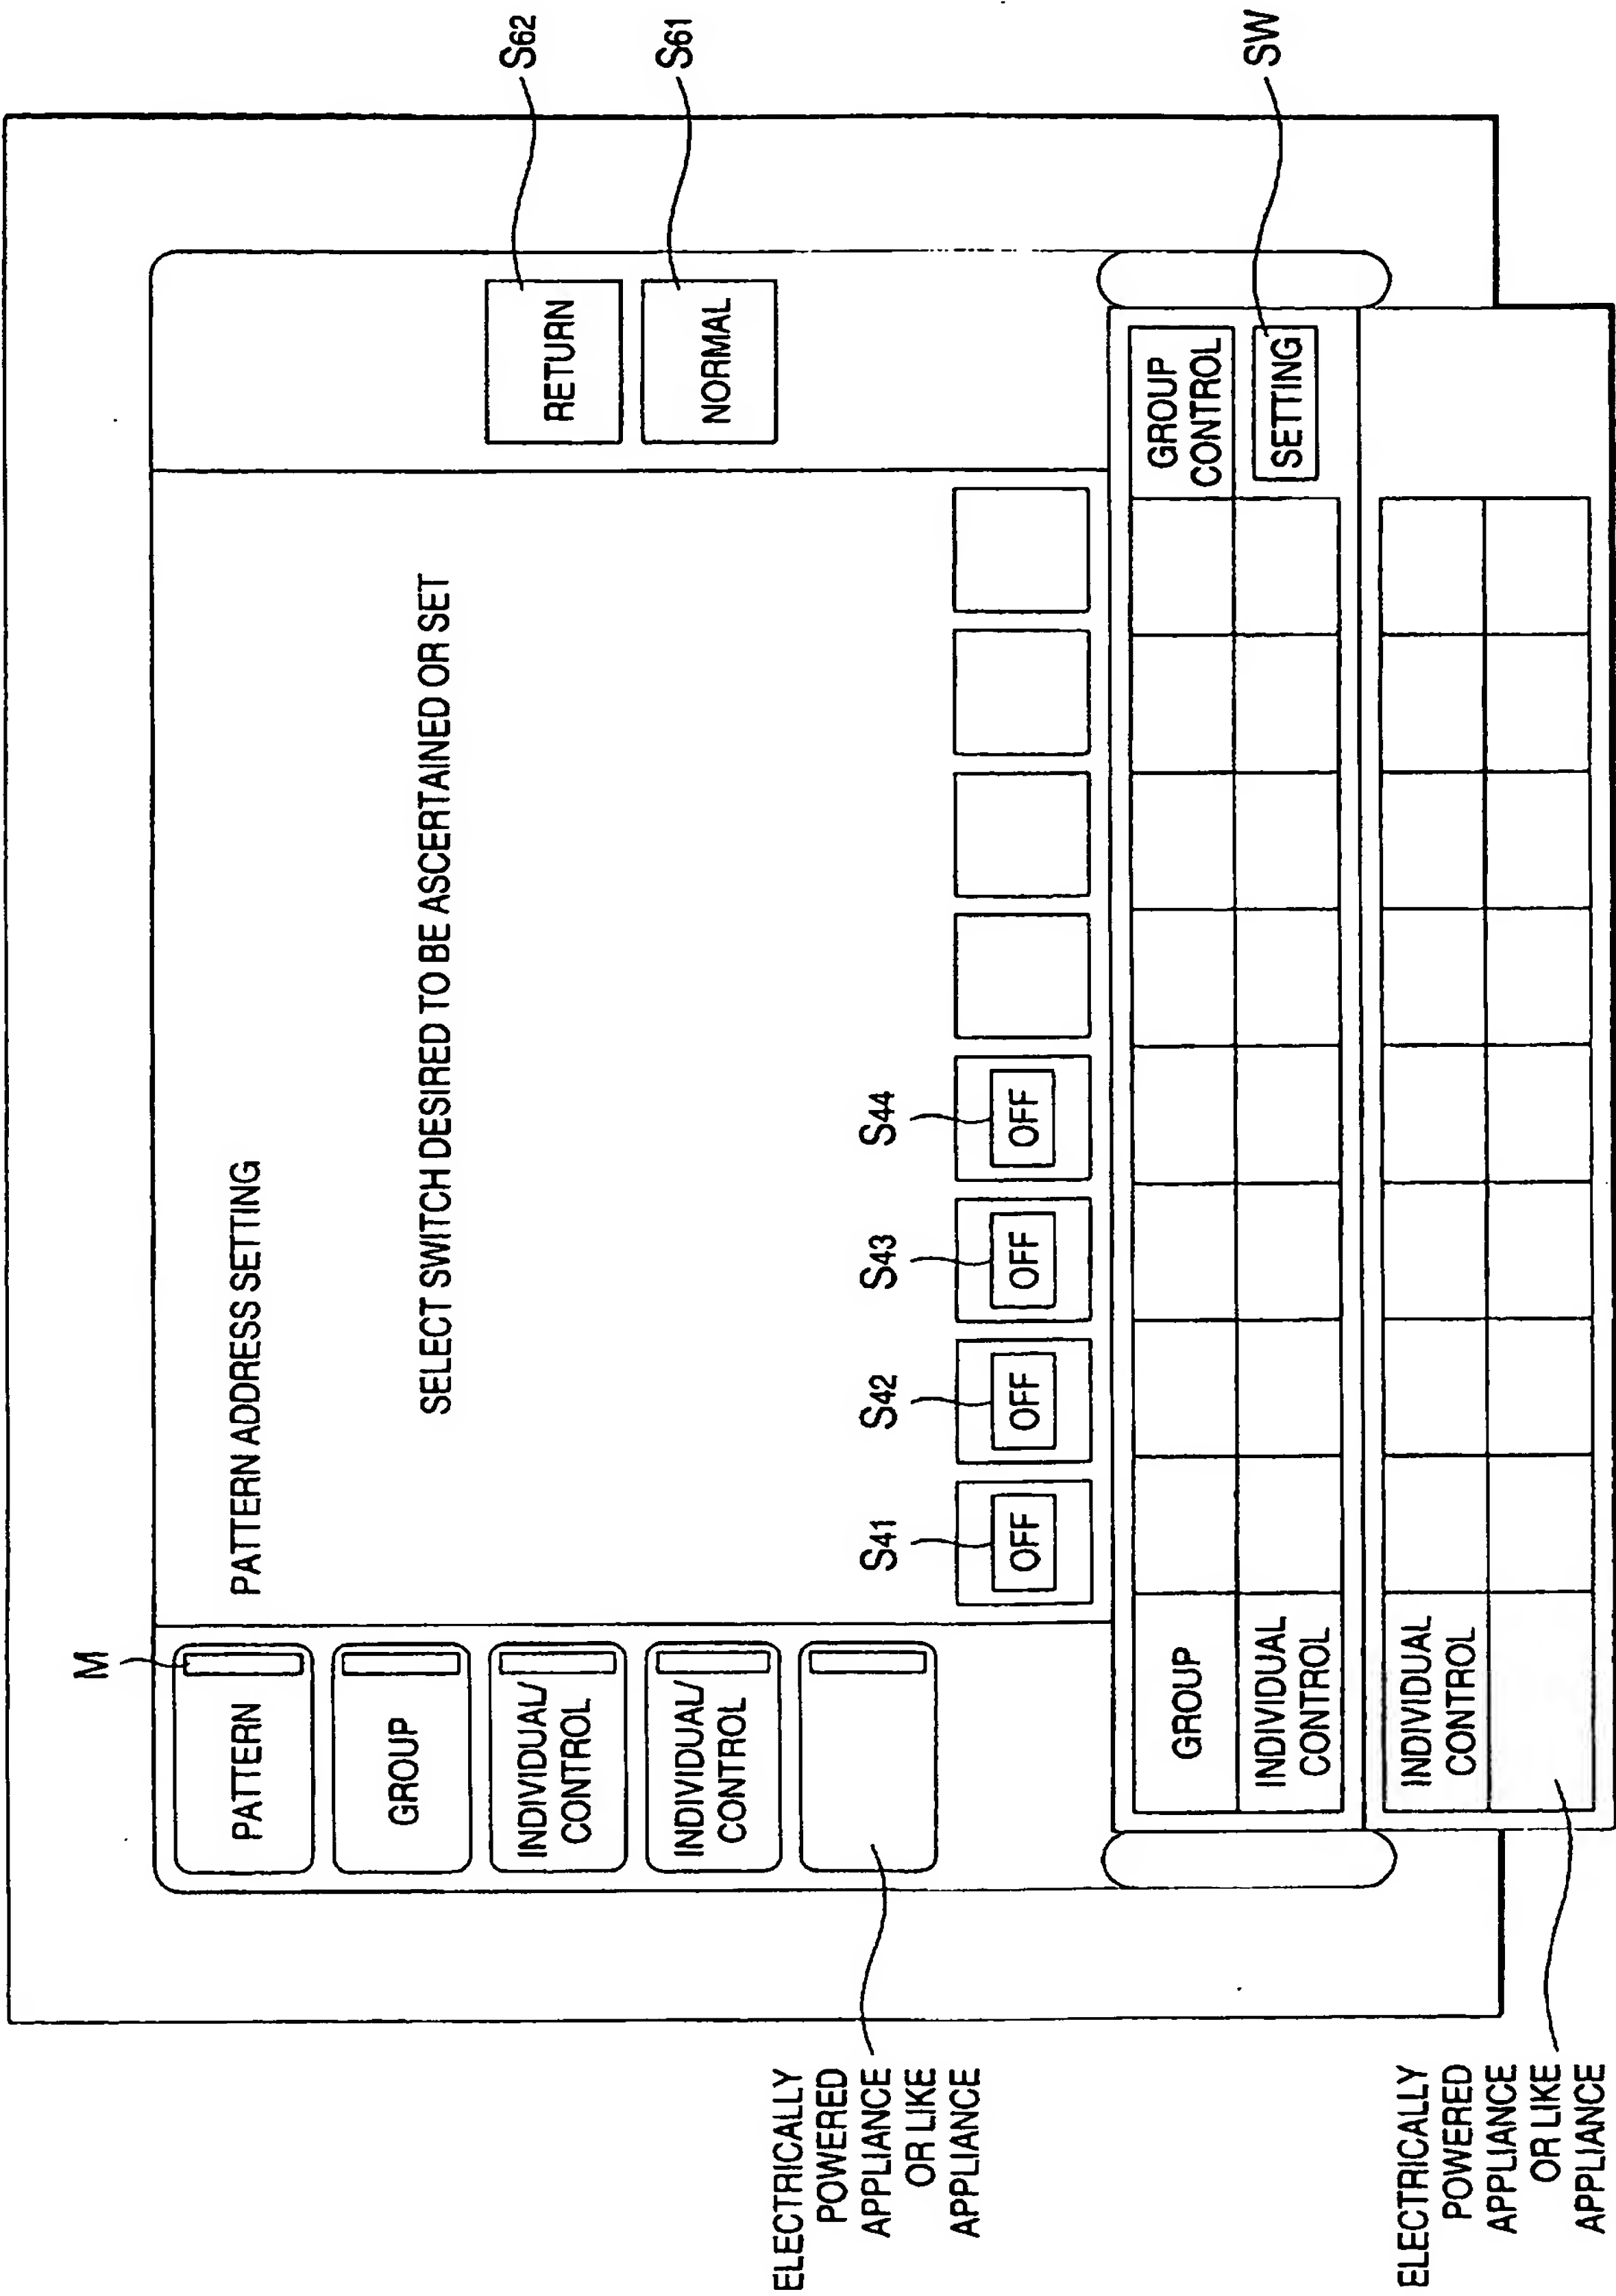 M
PATTERN
GROUP
INDIVIDUAL/
CONTROL
INDIVIDUAL/
CONTROL
ELECTRICALLY
POWERED
APPLIANCE
OR LIKE
APPLIANCE
PATTERN ADDRESS SETTING
SELECT SWITCH DESIRED TO BE ASCERTAINED OR SET
S41
S42
S43
S44
OFF
OFF
OFF
OFF
RETURN
S62
NORMAL
S61
GROUP
GROUP
CONTROL
INDIVIDUAL
CONTROL
SETTING
SW
INDIVIDUAL
CONTROL
ELECTRICALLY
POWERED
APPLIANCE
OR LIKE
APPLIANCE